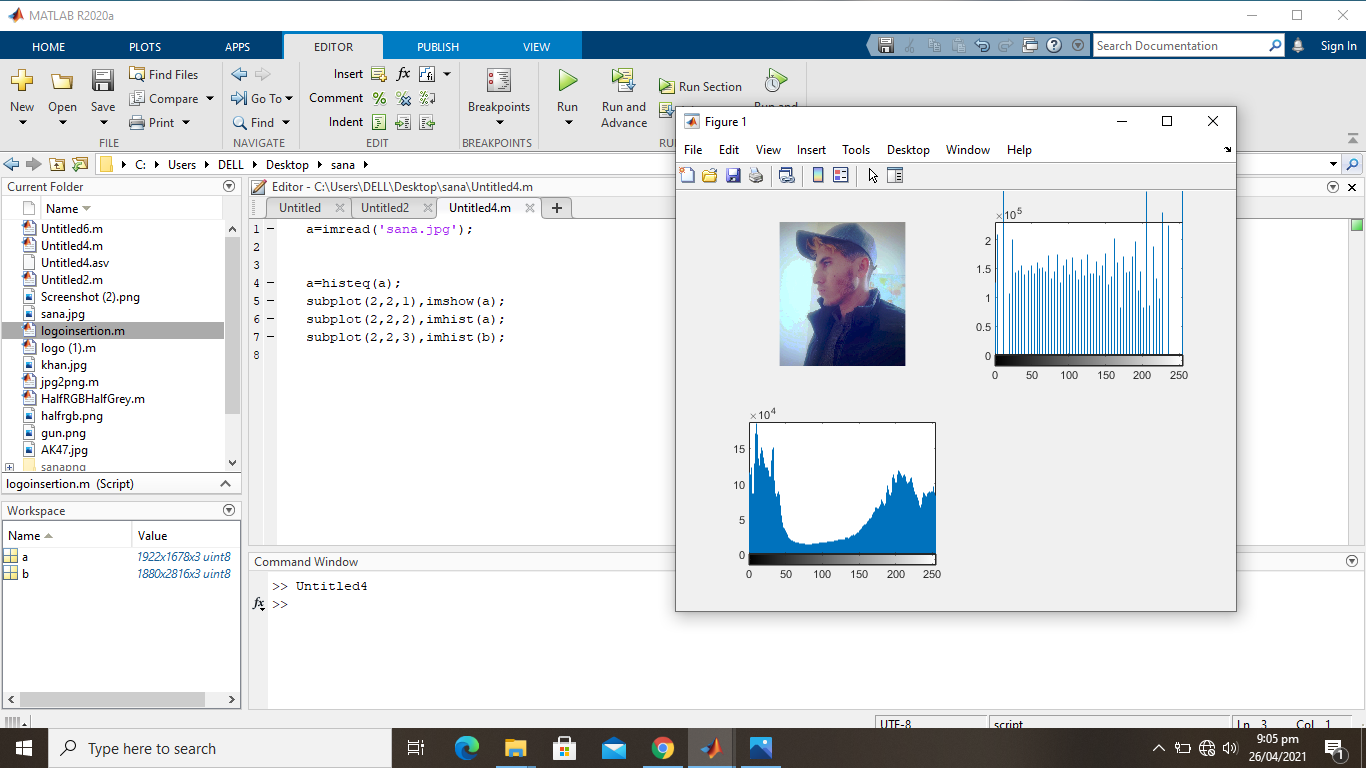 MATLAB R2020a
HOME PLOTS APPS EDITOR PUBLISH VIEW
Search Documentation
Sign In
New
Open
Save
Find Files
Compare
Print
FILE
Go To
Find
NAVIGATE
Insert
fx
fi
Comment
%
Indent
EDIT
Breakpoints
BREAKPOINTS
Run
Run and
Advance
Run Section
C: Users DELL Desktop sana
Current Folder
Name
Untitled6.m
Untitled4.m
Untitled4.asv
Untitled2.m
Screenshot (2).png
sana.jpg
logoinsertion.m
logo (1).m
khan.jpg
jpg2png.m
HalfRGBHalfGrey.m
halfrgb.png
gun.png
AK47.jpg
sanapng
logoinsertion.m (Script)
Workspace
Name Value
a 1922x1678x3 uint8
b 1880x2816x3 uint8
Editor - C:\Users\DELL\Desktop\sana\Untitled4.m
Untitled Untitled2 Untitled4.m
1 – a=imread('sana.jpg');
2
3
4 – a=histeq(a);
5 – subplot(2,2,1),imshow(a);
6 – subplot(2,2,2),imhist(a);
7 – subplot(2,2,3),imhist(b);
8
Command Window
>> Untitled4
fx >>
Figure 1
File Edit View Insert Tools Desktop Window Help
×10⁵
2
1.5
1
0.5
0
0 50 100 150 200 250
×10⁴
15
10
5
0
0 50 100 150 200 250
UTF-8 script Ln 3 Col 1
Type here to search
9:05 pm
26/04/2021
1